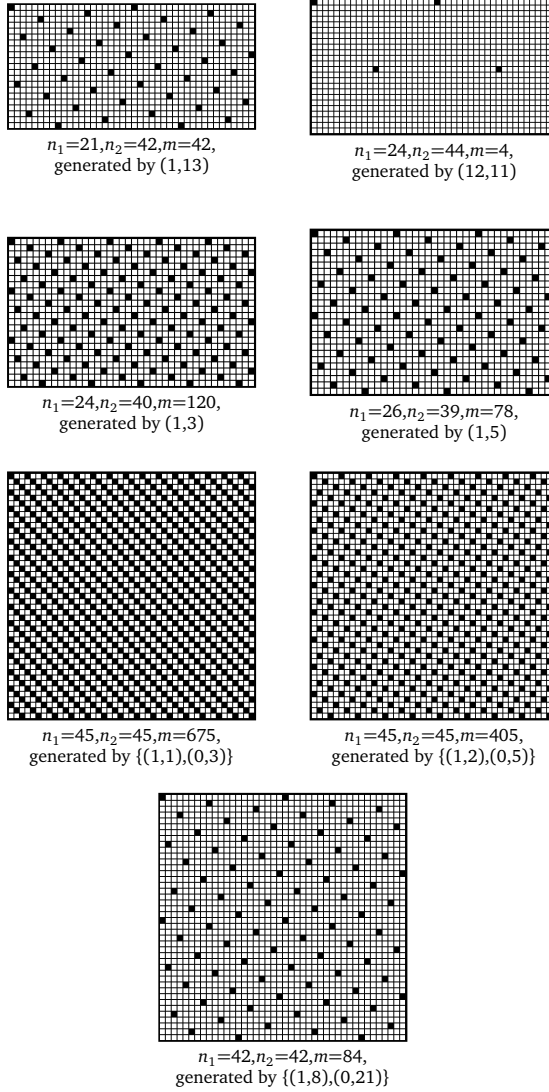 n₁=21,n₂=42,m=42,
generated by (1,13)
n₁=24,n₂=44,m=4,
generated by (12,11)
n₁=24,n₂=40,m=120,
generated by (1,3)
n₁=26,n₂=39,m=78,
generated by (1,5)
n₁=45,n₂=45,m=675,
generated by {(1,1),(0,3)}
n₁=45,n₂=45,m=405,
generated by {(1,2),(0,5)}
n₁=42,n₂=42,m=84,
generated by {(1,8),(0,21)}